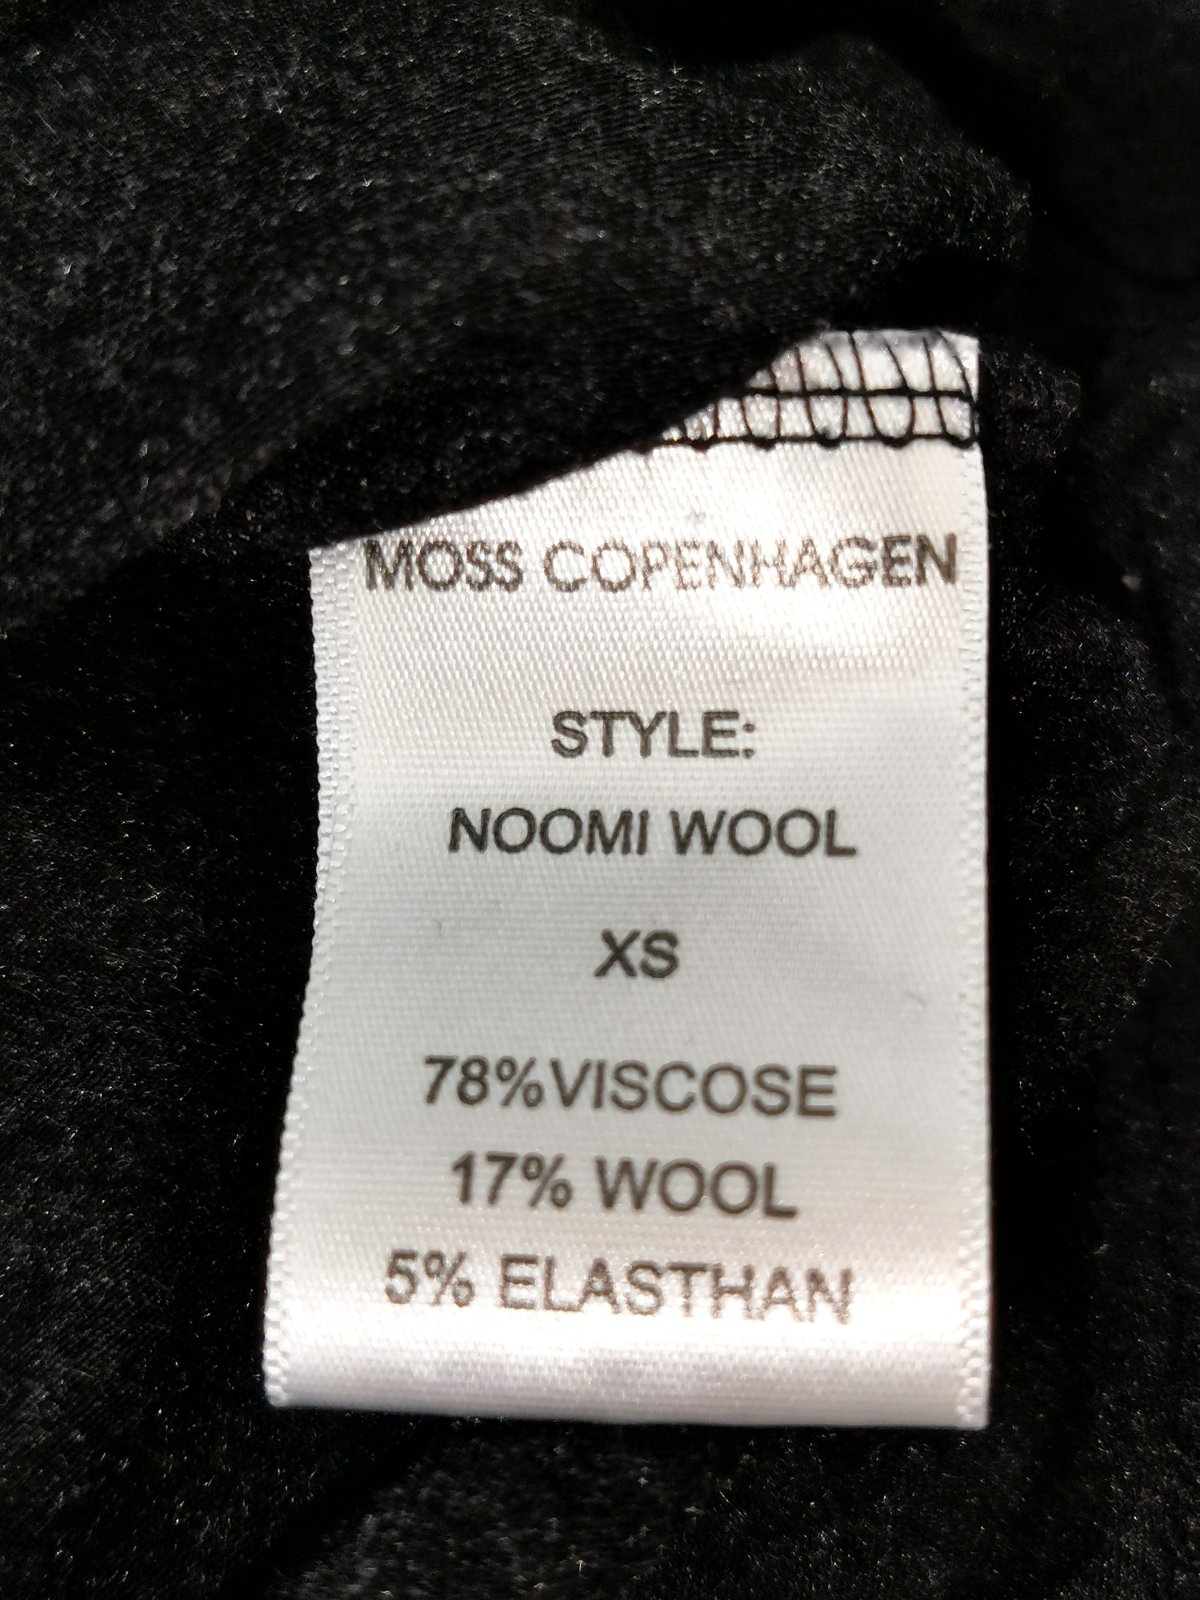 MOSS COPENHAGEN
STYLE:
NOOMI WOOL
XS
78%VISCOSE
17% WOOL
5% ELASTHAN